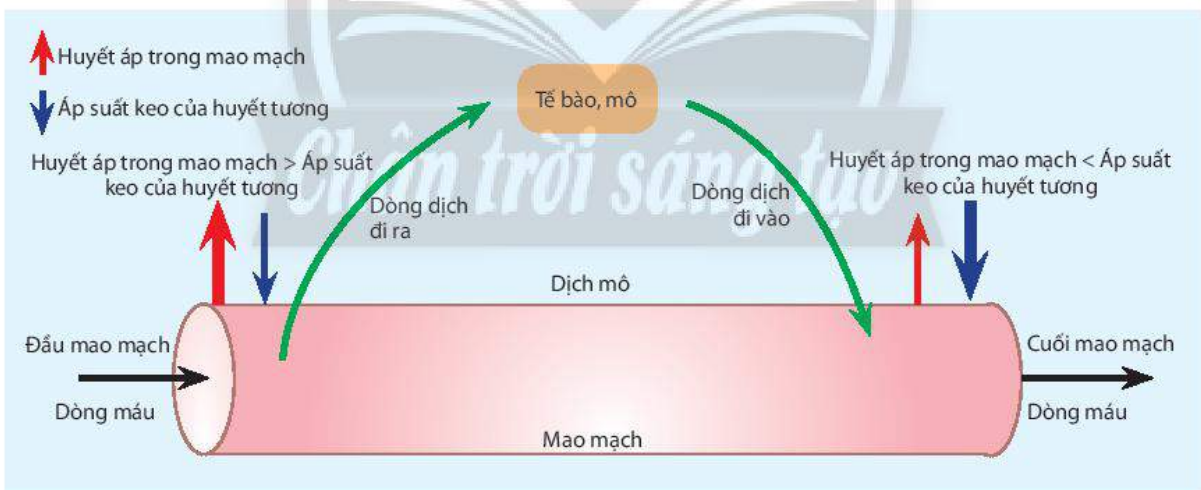 Huyết áp trong mao mạch
Áp suất keo của huyết tương
Huyết áp trong mao mạch > Áp suất
keo của huyết tương
Tế bào, mô
Chân trời sáng tạo
Dòng dịch
đi ra
Dòng dịch
đi vào
Huyết áp trong mao mạch < Áp suất
keo của huyết tương
Dịch mô
Đầu mao mạch
Dòng máu
Cuối mao mạch
Dòng máu
Mao mạch